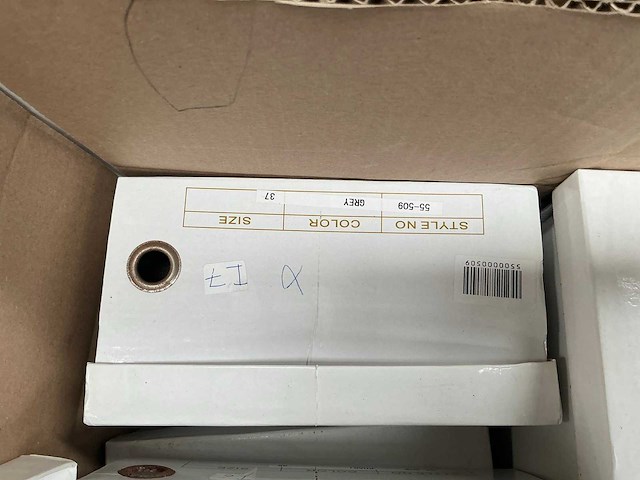 STYLE NO COLOR SIZE
55-509 GREY 37
5500000509